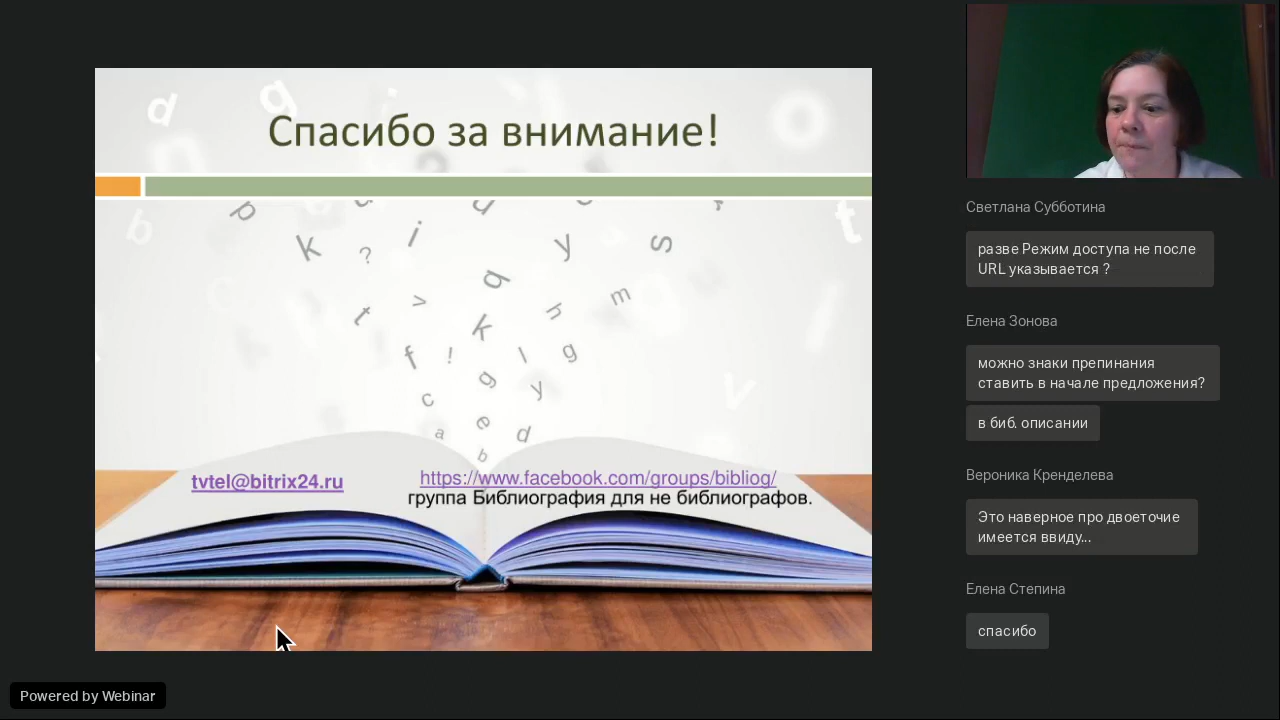 Спасибо за внимание!
tvtel@bitrix24.ru
https://www.facebook.com/groups/bibliog/
группа Библиография для не библиографов.
Светлана Субботина
разве Режим доступа не после
URL указывается ?
Елена Зонова
можно знаки препинания
ставить в начале предложения?
в биб. описании
Вероника Кренделева
Это наверное про двоеточие
имеется ввиду...
Елена Степина
спасибо
Powered by Webinar